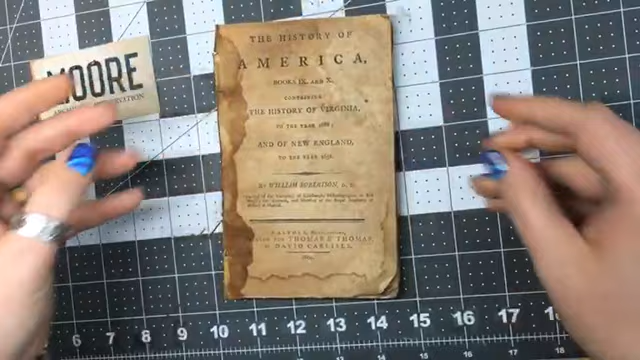 MOORE
THE HISTORY OF
AMERICA,
BOOKS IX. AND X.
CONTAINING
THE HISTORY OF VIRGINIA,
TO THE YEAR 1688;
AND OF NEW ENGLAND,
TO THE YEAR 1652.
By WILLIAM ROBERTSON, D. D.
WALPOLE,
FOR THOMAS & THOMAS,
DAVID CARLISLE,
6 7 8 9 10 11 12 13 14 15 16 17 18